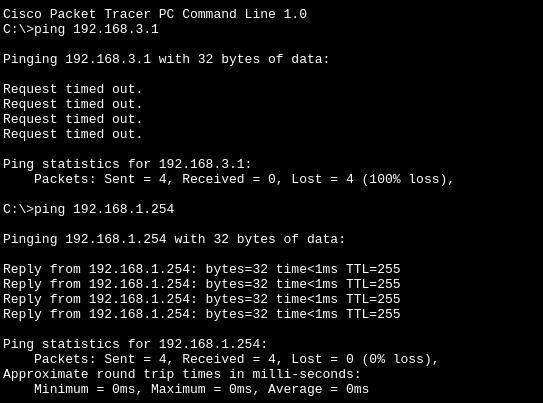 Cisco Packet Tracer PC Command Line 1.0
C:\>ping 192.168.3.1
Pinging 192.168.3.1 with 32 bytes of data:
Request timed out.
Request timed out.
Request timed out.
Request timed out.
Ping statistics for 192.168.3.1:
    Packets: Sent = 4, Received = 0, Lost = 4 (100% loss),
C:\>ping 192.168.1.254
Pinging 192.168.1.254 with 32 bytes of data:
Reply from 192.168.1.254: bytes=32 time<1ms TTL=255
Reply from 192.168.1.254: bytes=32 time<1ms TTL=255
Reply from 192.168.1.254: bytes=32 time<1ms TTL=255
Reply from 192.168.1.254: bytes=32 time<1ms TTL=255
Ping statistics for 192.168.1.254:
    Packets: Sent = 4, Received = 4, Lost = 0 (0% loss),
Approximate round trip times in milli-seconds:
    Minimum = 0ms, Maximum = 0ms, Average = 0ms